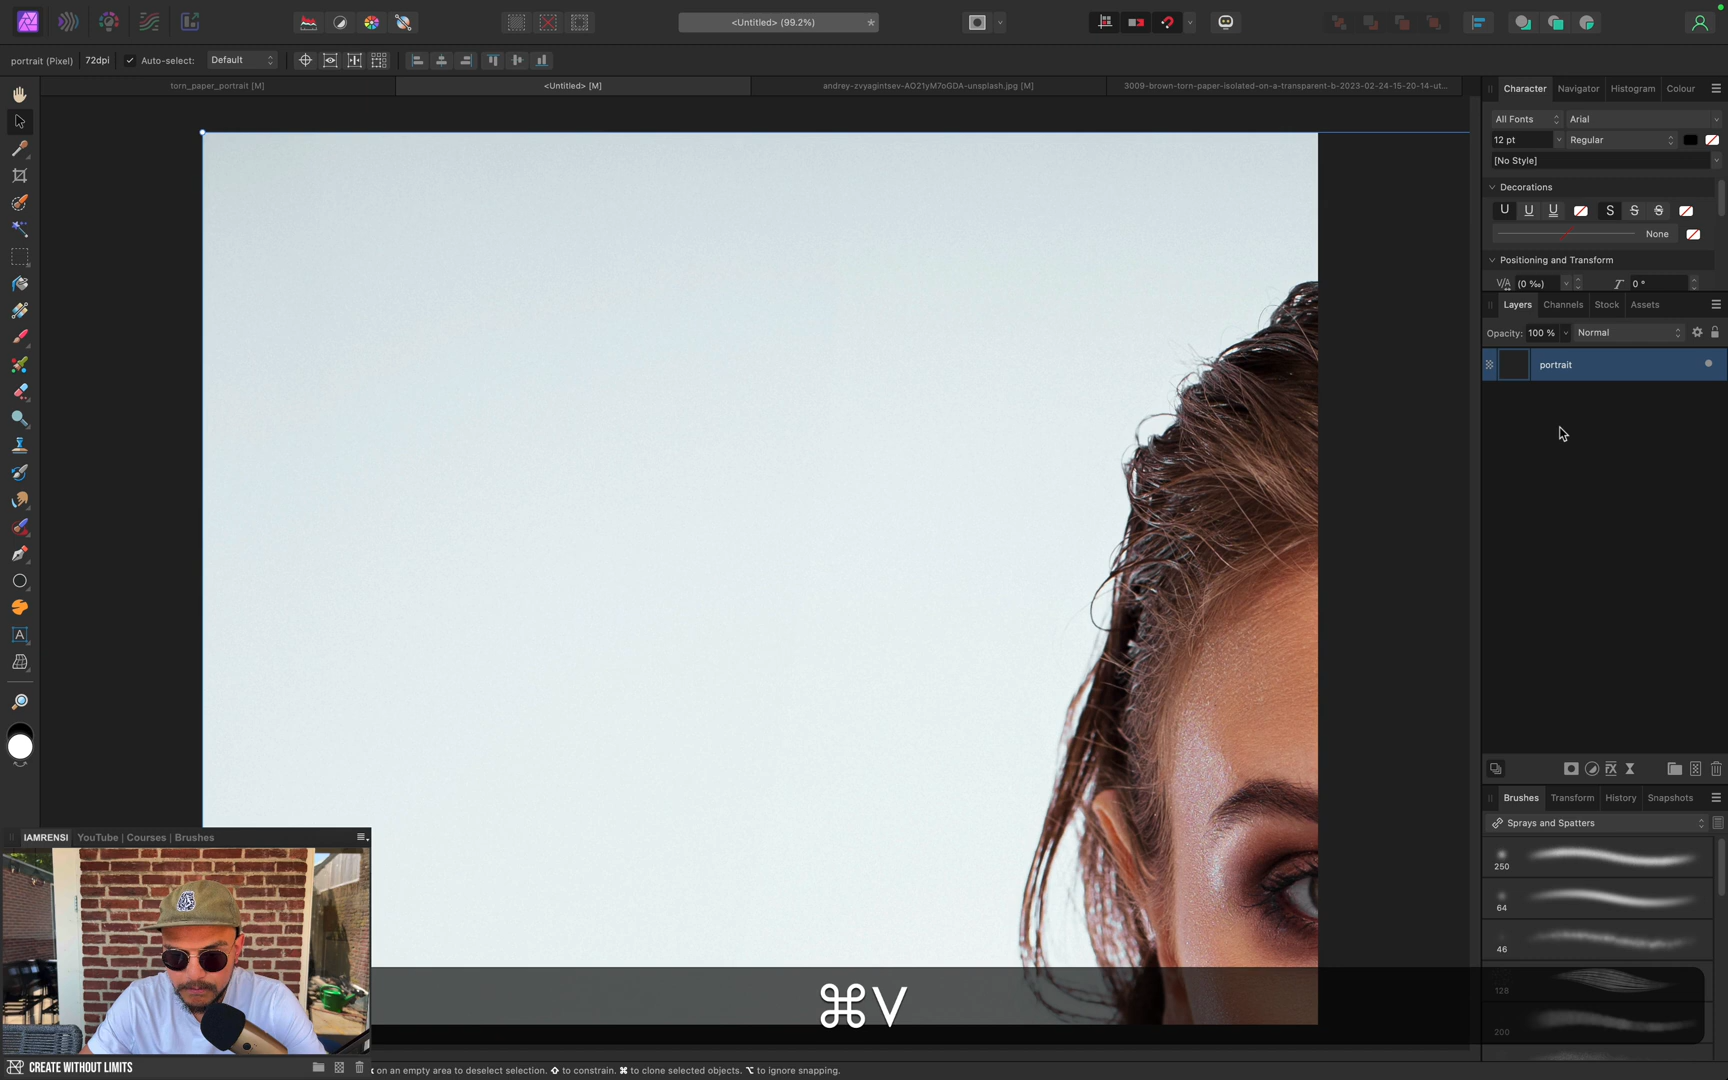 <Untitled> (99.2%)
*
portrait (Pixel)
72dpi
Auto-select:
Default
torn_paper_portrait [M]
<Untitled> [M]
andrey-zvyagintsev-AO21yM7oGDA-unsplash.jpg [M]
3009-brown-torn-paper-isolated-on-a-transparent-b-2023-02-24-15-20-14-ut...
Character
Navigator
Histogram
Colour
All Fonts
Arial
12 pt
Regular
[No Style]
Decorations
U U U
S S S
None
Positioning and Transform
V/A
(0 ‰)
T
0 °
Layers
Channels
Stock
Assets
Opacity:
100 %
Normal
portrait
FX
Brushes
Transform
History
Snapshots
Sprays and Spatters
250
64
46
128
200
A
IAMRENSI
YouTube | Courses | Brushes
CREATE WITHOUT LIMITS
⌘V
on an empty area to deselect selection. ⇧ to constrain. ⌘ to clone selected objects. ⌥ to ignore snapping.